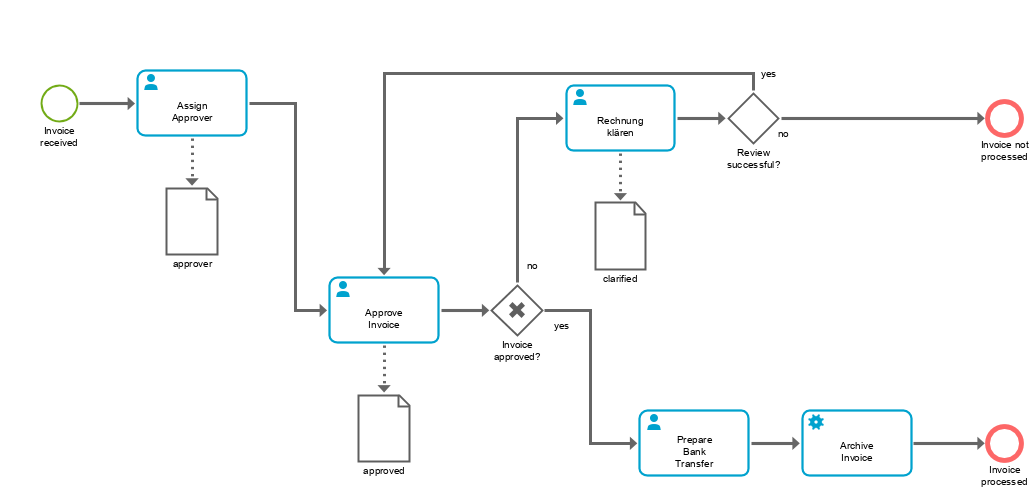 yes
Assign
Approver
Invoice
received
Rechnung
klären
no
Review
successful?
Invoice not
processed
approver
no
clarified
Approve
Invoice
yes
Invoice
approved?
approved
Prepare
Bank
Transfer
Archive
Invoice
Invoice
processed